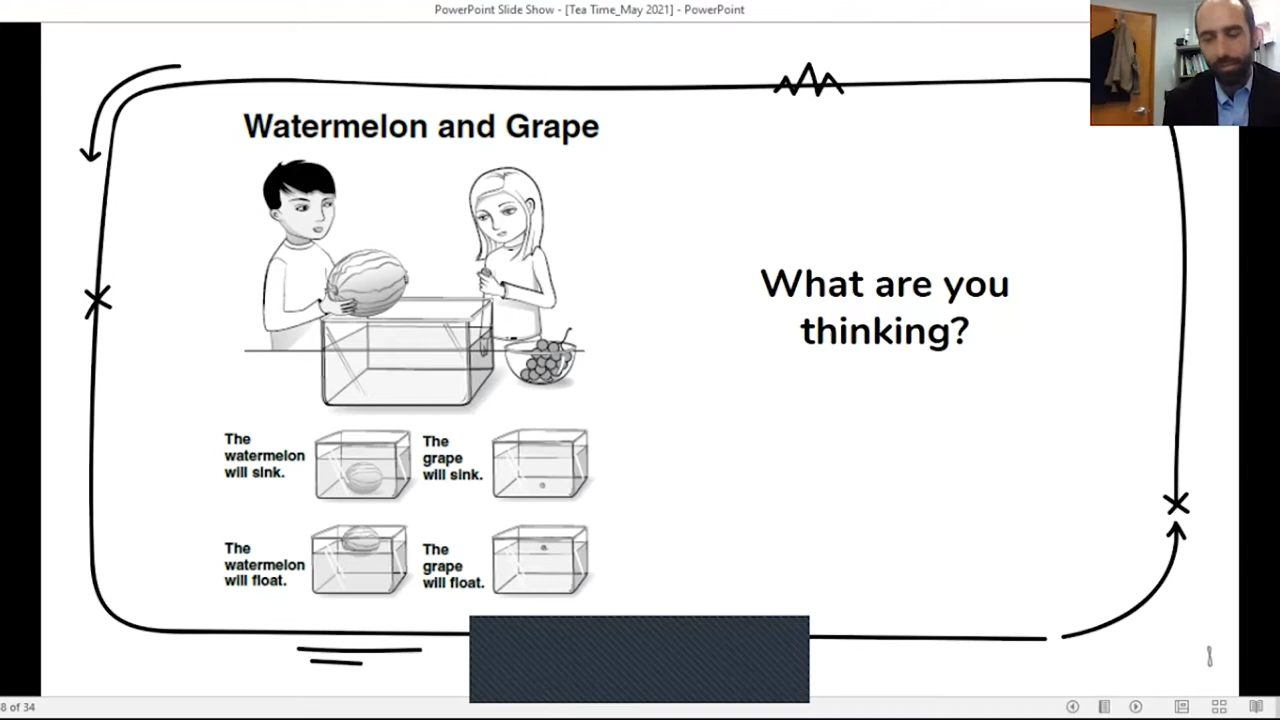 PowerPoint Slide Show - [Tea Time_May 2021] - PowerPoint
Watermelon and Grape
What are you
thinking?
The
watermelon
will sink.
The
grape
will sink.
The
watermelon
will float.
The
grape
will float.
8 of 34